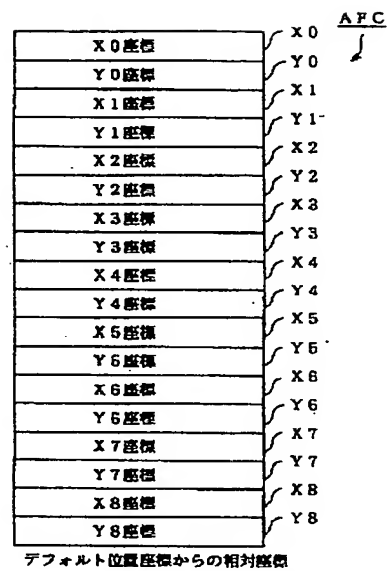 AFC
X0座標 X0
Y0座標 Y0
X1座標 X1
Y1座標 Y1
X2座標 X2
Y2座標 Y2
X3座標 X3
Y3座標 Y3
X4座標 X4
Y4座標 Y4
X5座標 X5
Y5座標 Y5
X6座標 X6
Y6座標 Y6
X7座標 X7
Y7座標 Y7
X8座標 X8
Y8座標 Y8
デフォルト位置座標からの相対座標